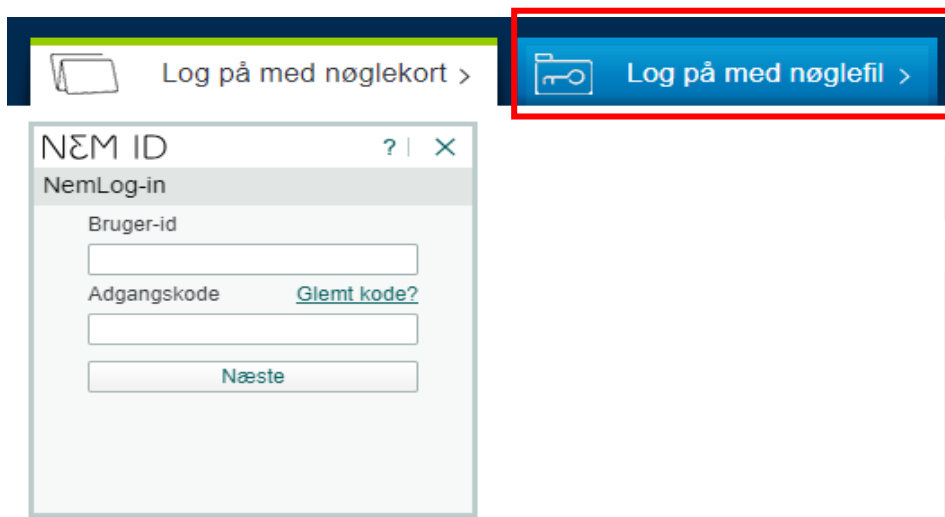 Log på med nøglekort >
Log på med nøglefil >
NEM ID ? | X
NemLog-in
Bruger-id
Adgangskode Glemt kode?
Næste